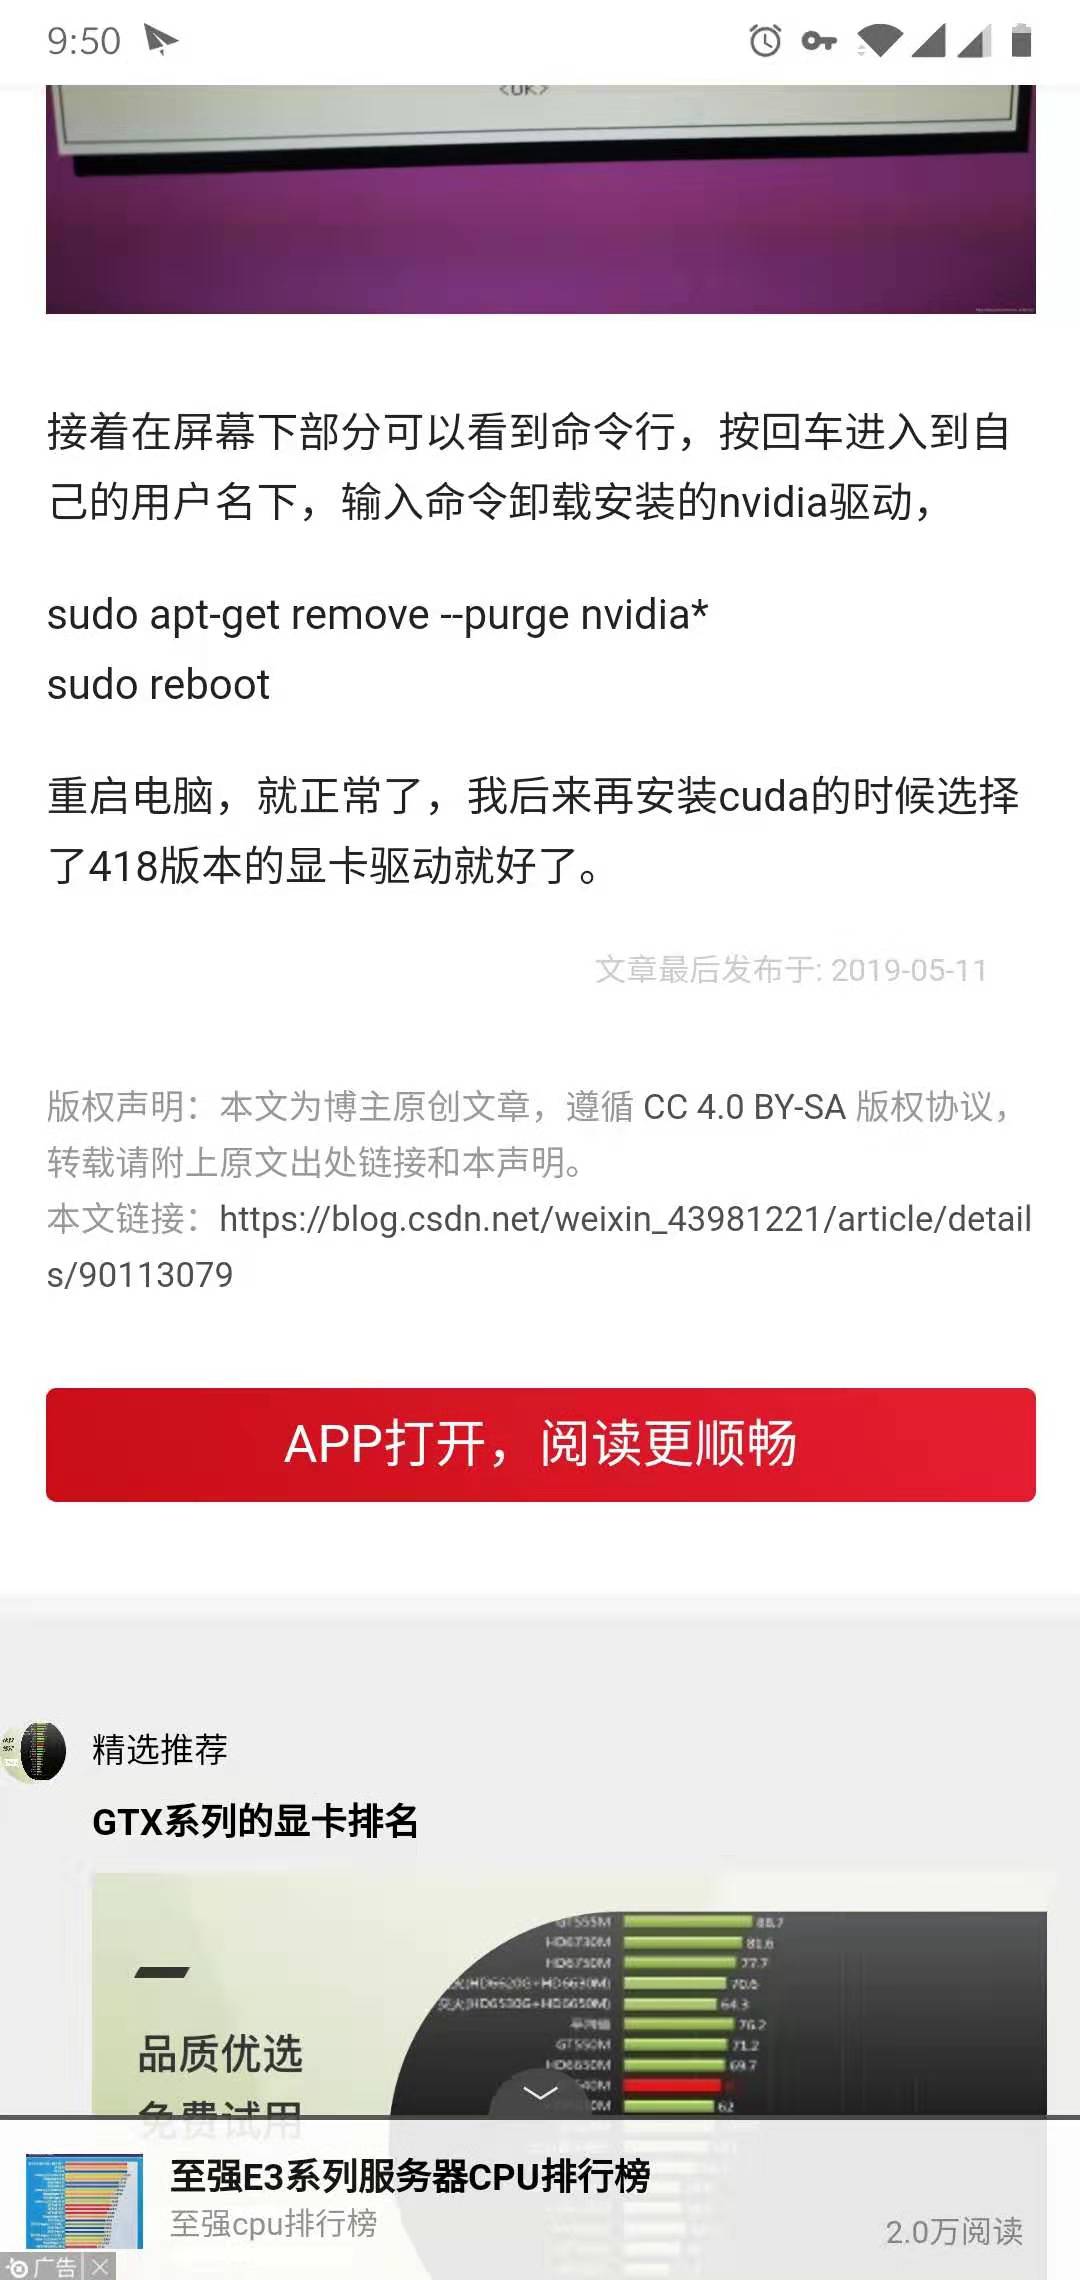 9:50
<OK>
接着在屏幕下部分可以看到命令行，按回车进入到自
己的用户名下，输入命令卸载安装的nvidia驱动，
sudo apt-get remove --purge nvidia*
sudo reboot
重启电脑，就正常了，我后来再安装cuda的时候选择
了418版本的显卡驱动就好了。
文章最后发布于: 2019-05-11
版权声明：本文为博主原创文章，遵循 CC 4.0 BY-SA 版权协议，
转载请附上原文出处链接和本声明。
本文链接：https://blog.csdn.net/weixin_43981221/article/detail
s/90113079
APP打开，阅读更顺畅
精选推荐
GTX系列的显卡排名
GT555M 88.7
HD6730M 81.6
HD6750M 77.7
(HD6620G+HD6630M) 70.6
交火(HD6530G+HD6650M) 64.3
平均值 76.2
GT550M 71.2
HD6650M 69.7
62
品质优选
免费试用
至强E3系列服务器CPU排行榜
至强cpu排行榜
2.0万阅读
广告